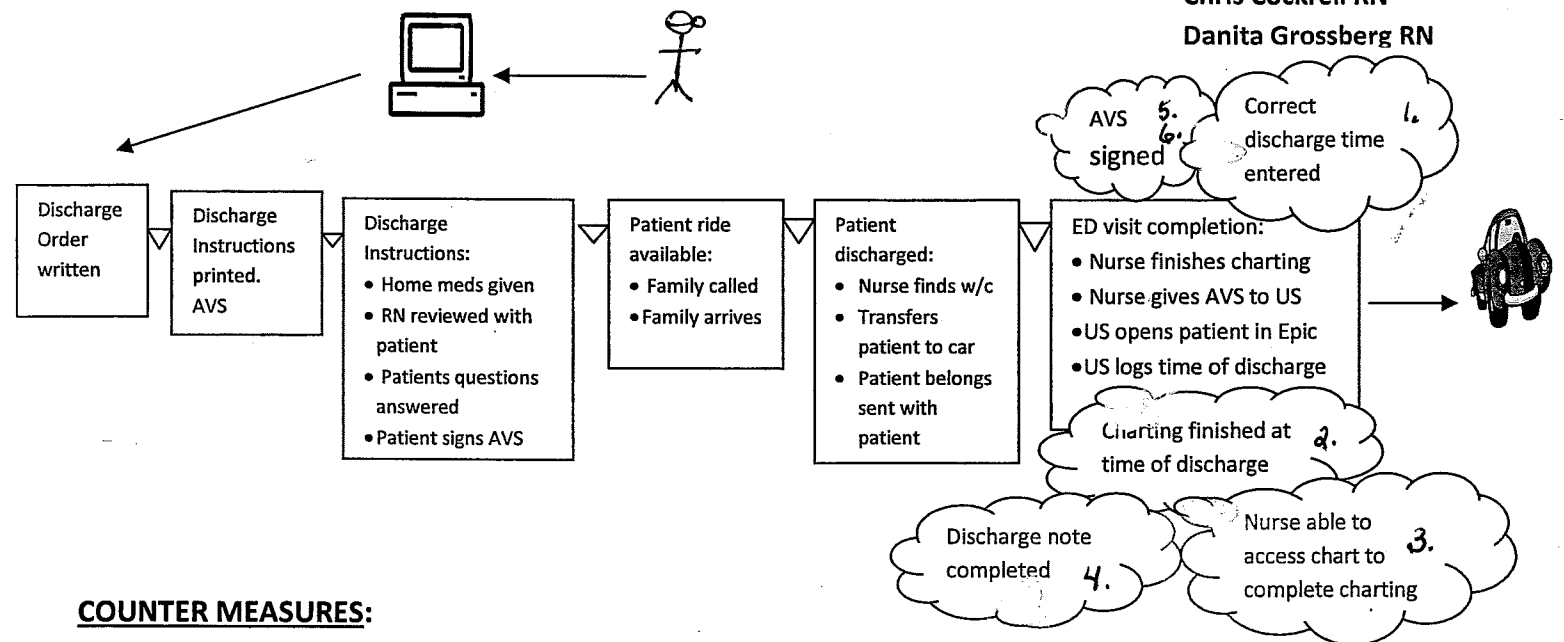 Danita Grossberg RN
AVS 5.
6.
signed
Correct 1.
discharge time
entered
Discharge
Order
written
Discharge
Instructions
printed.
AVS
Discharge
Instructions:
• Home meds given
• RN reviewed with
patient
• Patients questions
answered
• Patient signs AVS
Patient ride
available:
• Family called
• Family arrives
Patient
discharged:
• Nurse finds w/c
• Transfers
patient to car
• Patient belongs
sent with
patient
ED visit completion:
• Nurse finishes charting
• Nurse gives AVS to US
• US opens patient in Epic
• US logs time of discharge
Charting finished at 2.
time of discharge
Discharge note
completed 4.
Nurse able to
access chart to 3.
complete charting
COUNTER MEASURES: